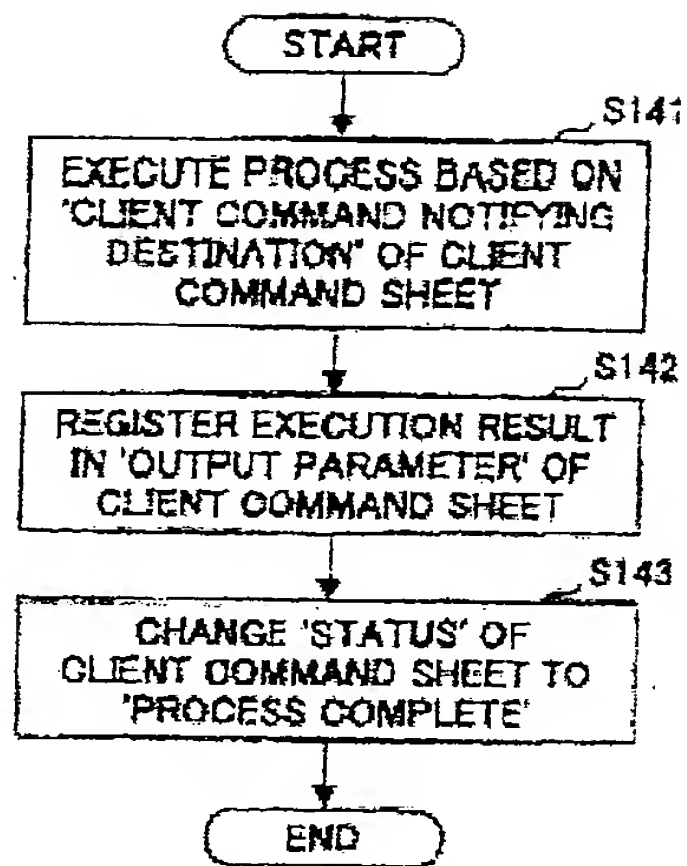 START
S141
EXECUTE PROCESS BASED ON
'CLIENT COMMAND NOTIFYING
DESTINATION' OF CLIENT
COMMAND SHEET
S142
REGISTER EXECUTION RESULT
IN 'OUTPUT PARAMETER' OF
CLIENT COMMAND SHEET
S143
CHANGE 'STATUS' OF
CLIENT COMMAND SHEET TO
'PROCESS COMPLETE'
END